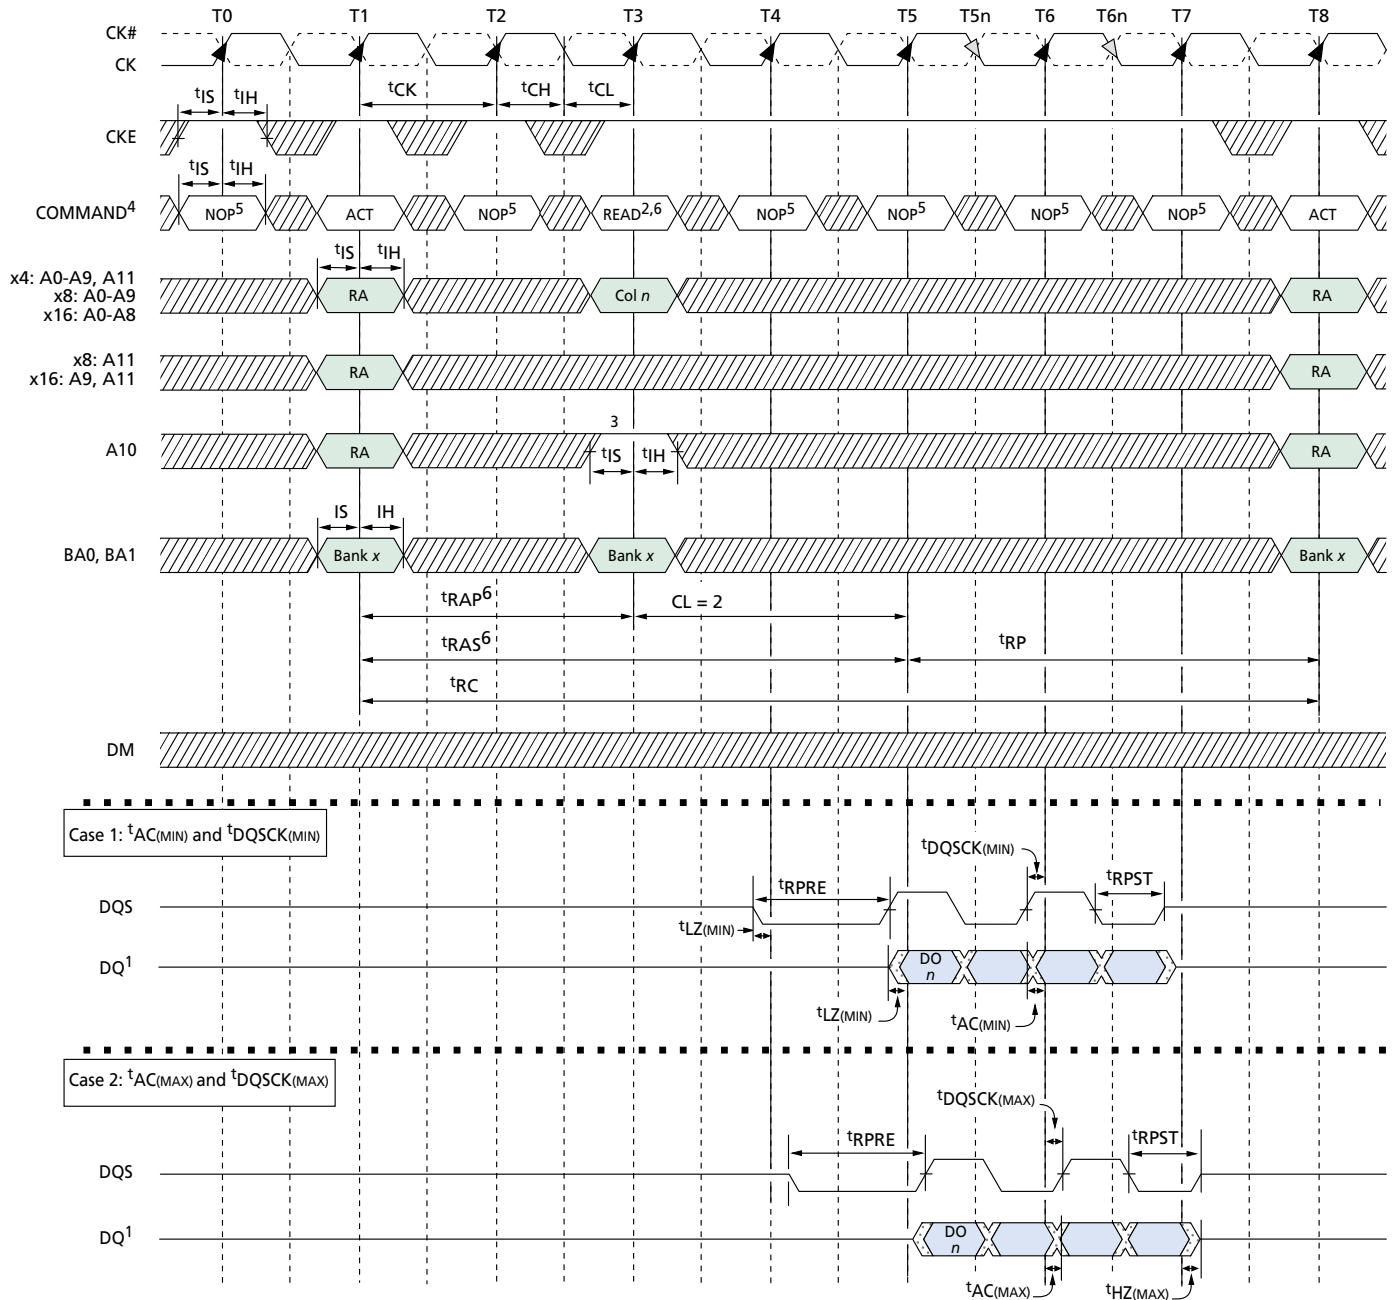 T0 T1 T2 T3 T4 T5 T5n T6 T6n T7 T8
CK#
CK
tCK tCH tCL
tIS tIH
CKE
tIS tIH
COMMAND4 NOP5 ACT NOP5 READ2,6 NOP5 NOP5 NOP5 NOP5 ACT
tIS tIH
x4: A0-A9, A11
x8: A0-A9
x16: A0-A8
RA Col n RA
x8: A11
x16: A9, A11
RA RA
3
A10 RA tIS tIH RA
IS IH
BA0, BA1 Bank x Bank x Bank x
tRAP6 CL = 2
tRAS6 tRP
tRC
DM
Case 1: tAC(MIN) and tDQSCK(MIN)
tDQSCK(MIN)
tRPRE tRPST
DQS
tLZ(MIN)
DQ1 DO
n
tLZ(MIN) tAC(MIN)
Case 2: tAC(MAX) and tDQSCK(MAX)
tDQSCK(MAX)
tRPRE tRPST
DQS
DQ1 DO
n
tAC(MAX) tHZ(MAX)